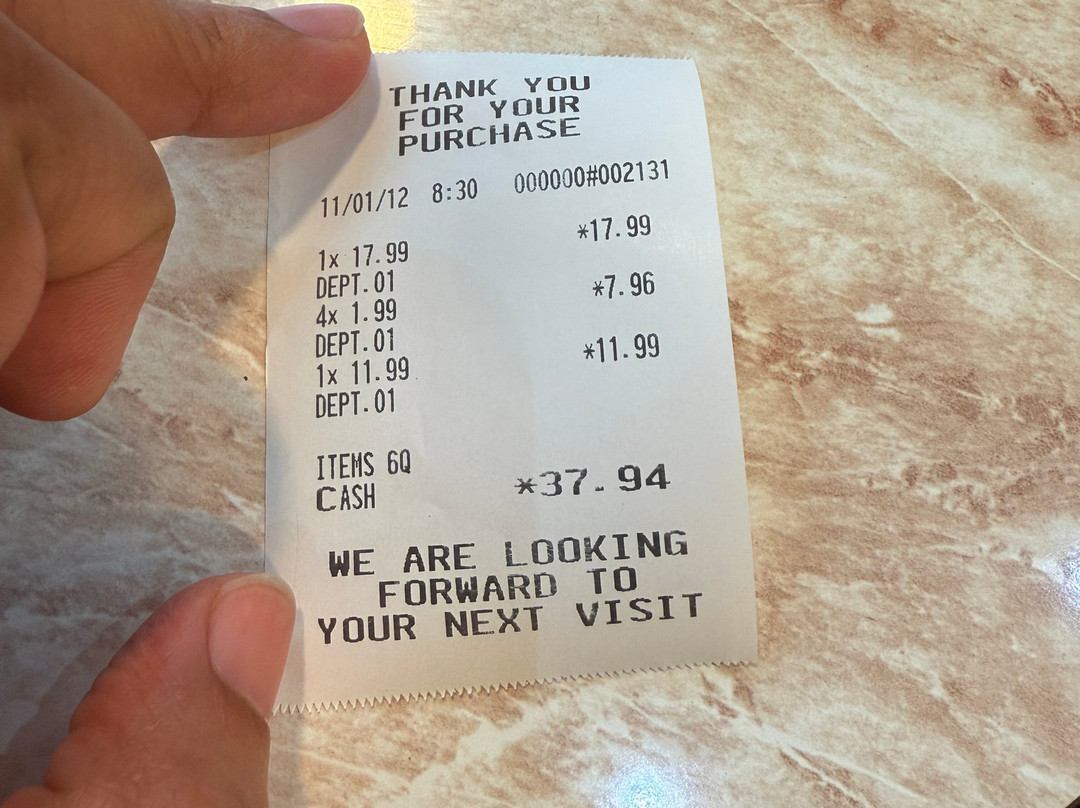 THANK YOU
FOR YOUR
PURCHASE
11/01/12 8:30 000000#002131
*17.99
1x 17.99
DEPT.01
*7.96
4x 1.99
DEPT.01
*11.99
1x 11.99
DEPT.01
ITEMS 6Q
CASH *37.94
WE ARE LOOKING
FORWARD TO
YOUR NEXT VISIT